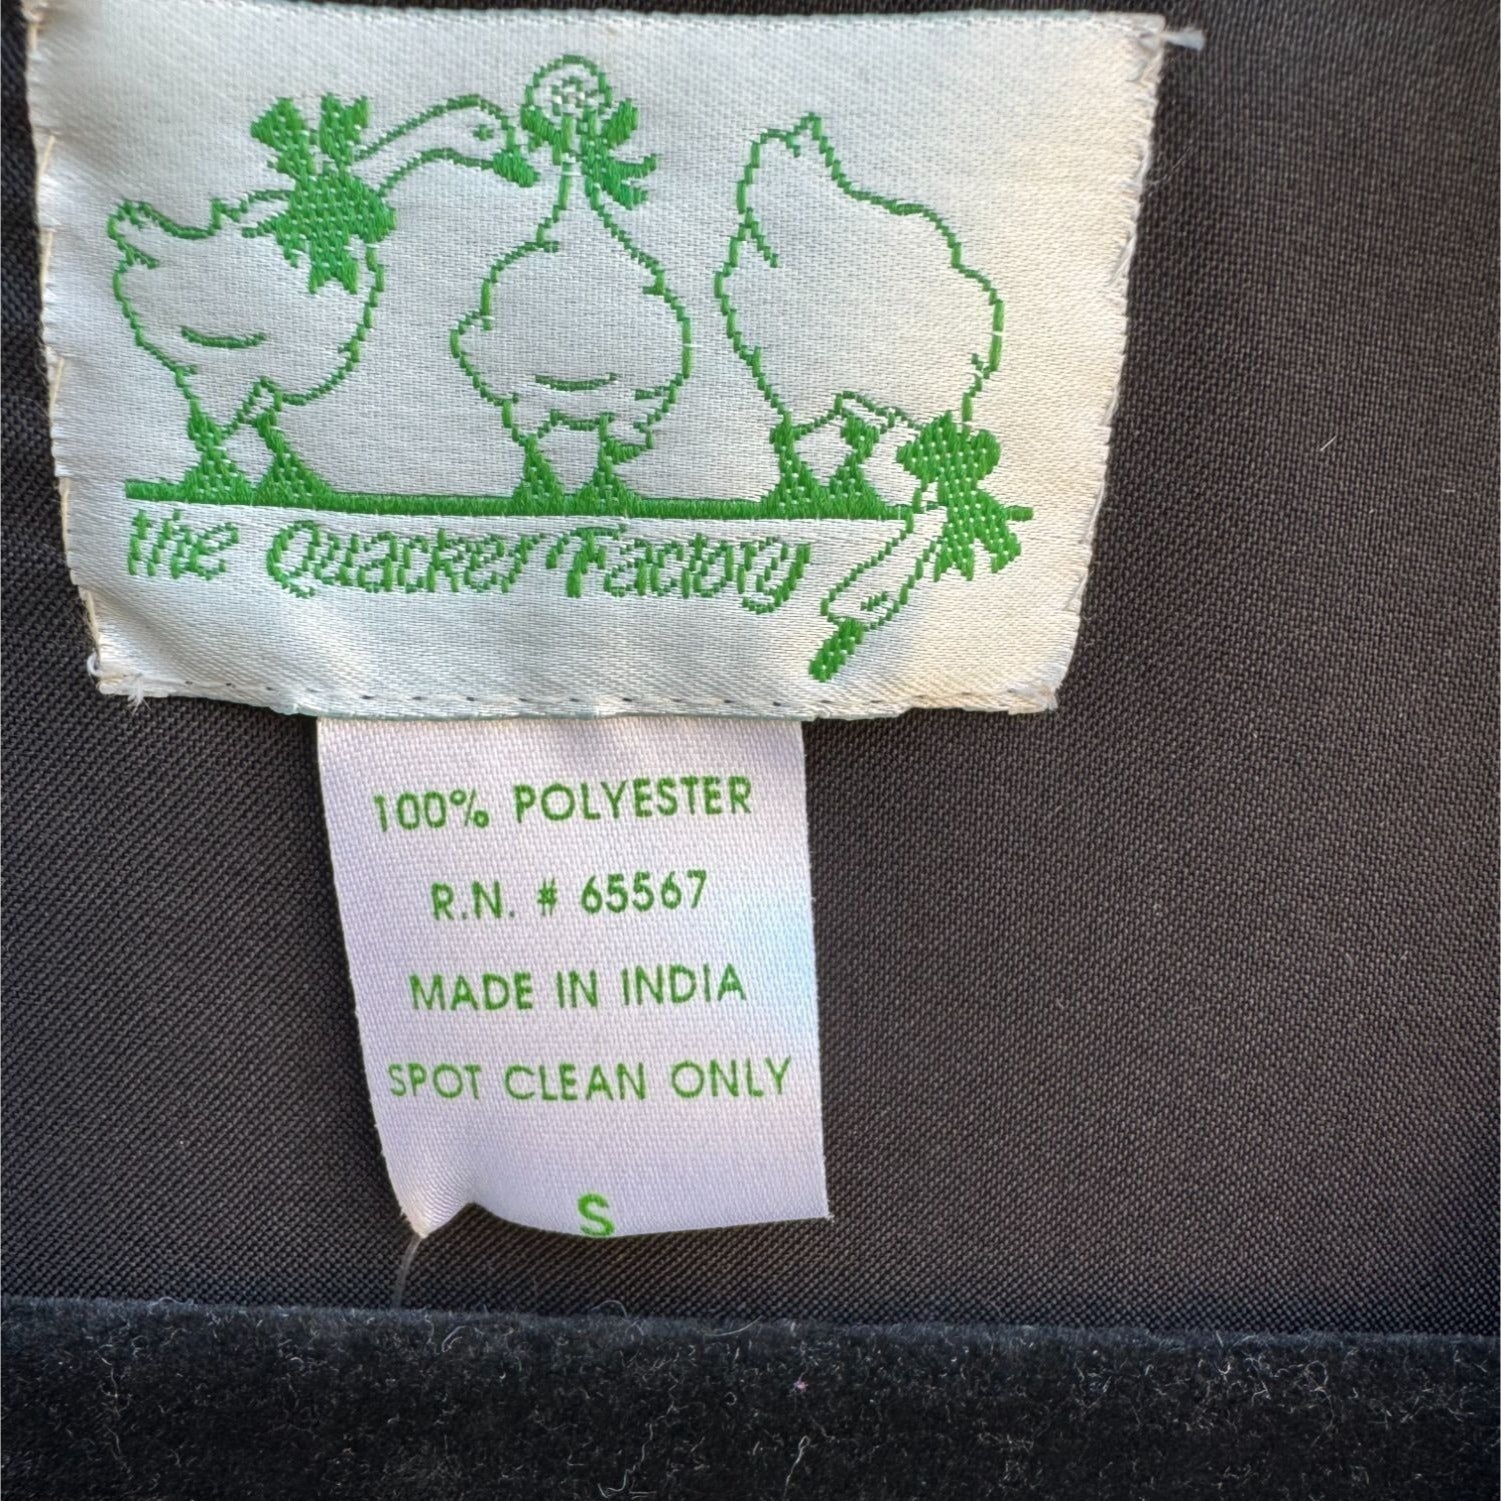 the Quacker Factory
100% POLYESTER
R.N. # 65567
MADE IN INDIA
SPOT CLEAN ONLY
S